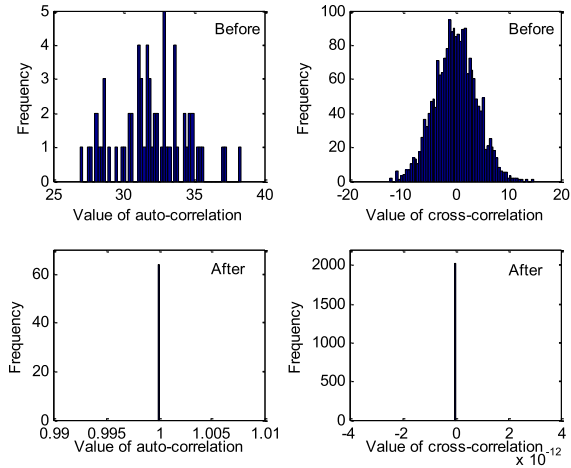 5
4
3
2
1
0
Frequency
Before
25 30 35 40
Value of auto-correlation
100
80
60
40
20
0
Frequency
Before
-20 -10 0 10 20
Value of cross-correlation
60
40
20
0
Frequency
After
0.99 0.995 1 1.005 1.01
Value of auto-correlation
2000
1500
1000
500
0
Frequency
After
-4 -2 0 2 4
Value of cross-correlation
x 10-12